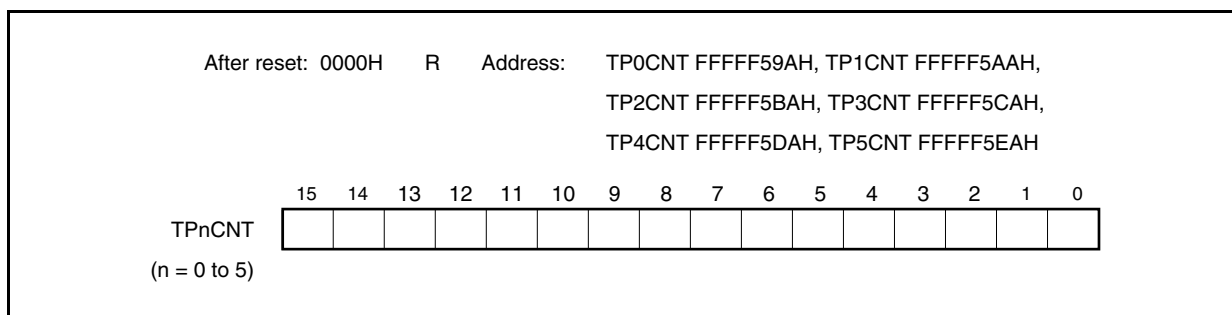 After reset: 0000H R Address: TP0CNT FFFFF59AH, TP1CNT FFFFF5AAH,
TP2CNT FFFFF5BAH, TP3CNT FFFFF5CAH,
TP4CNT FFFFF5DAH, TP5CNT FFFFF5EAH
15 14 13 12 11 10 9 8 7 6 5 4 3 2 1 0
TPnCNT
(n = 0 to 5)